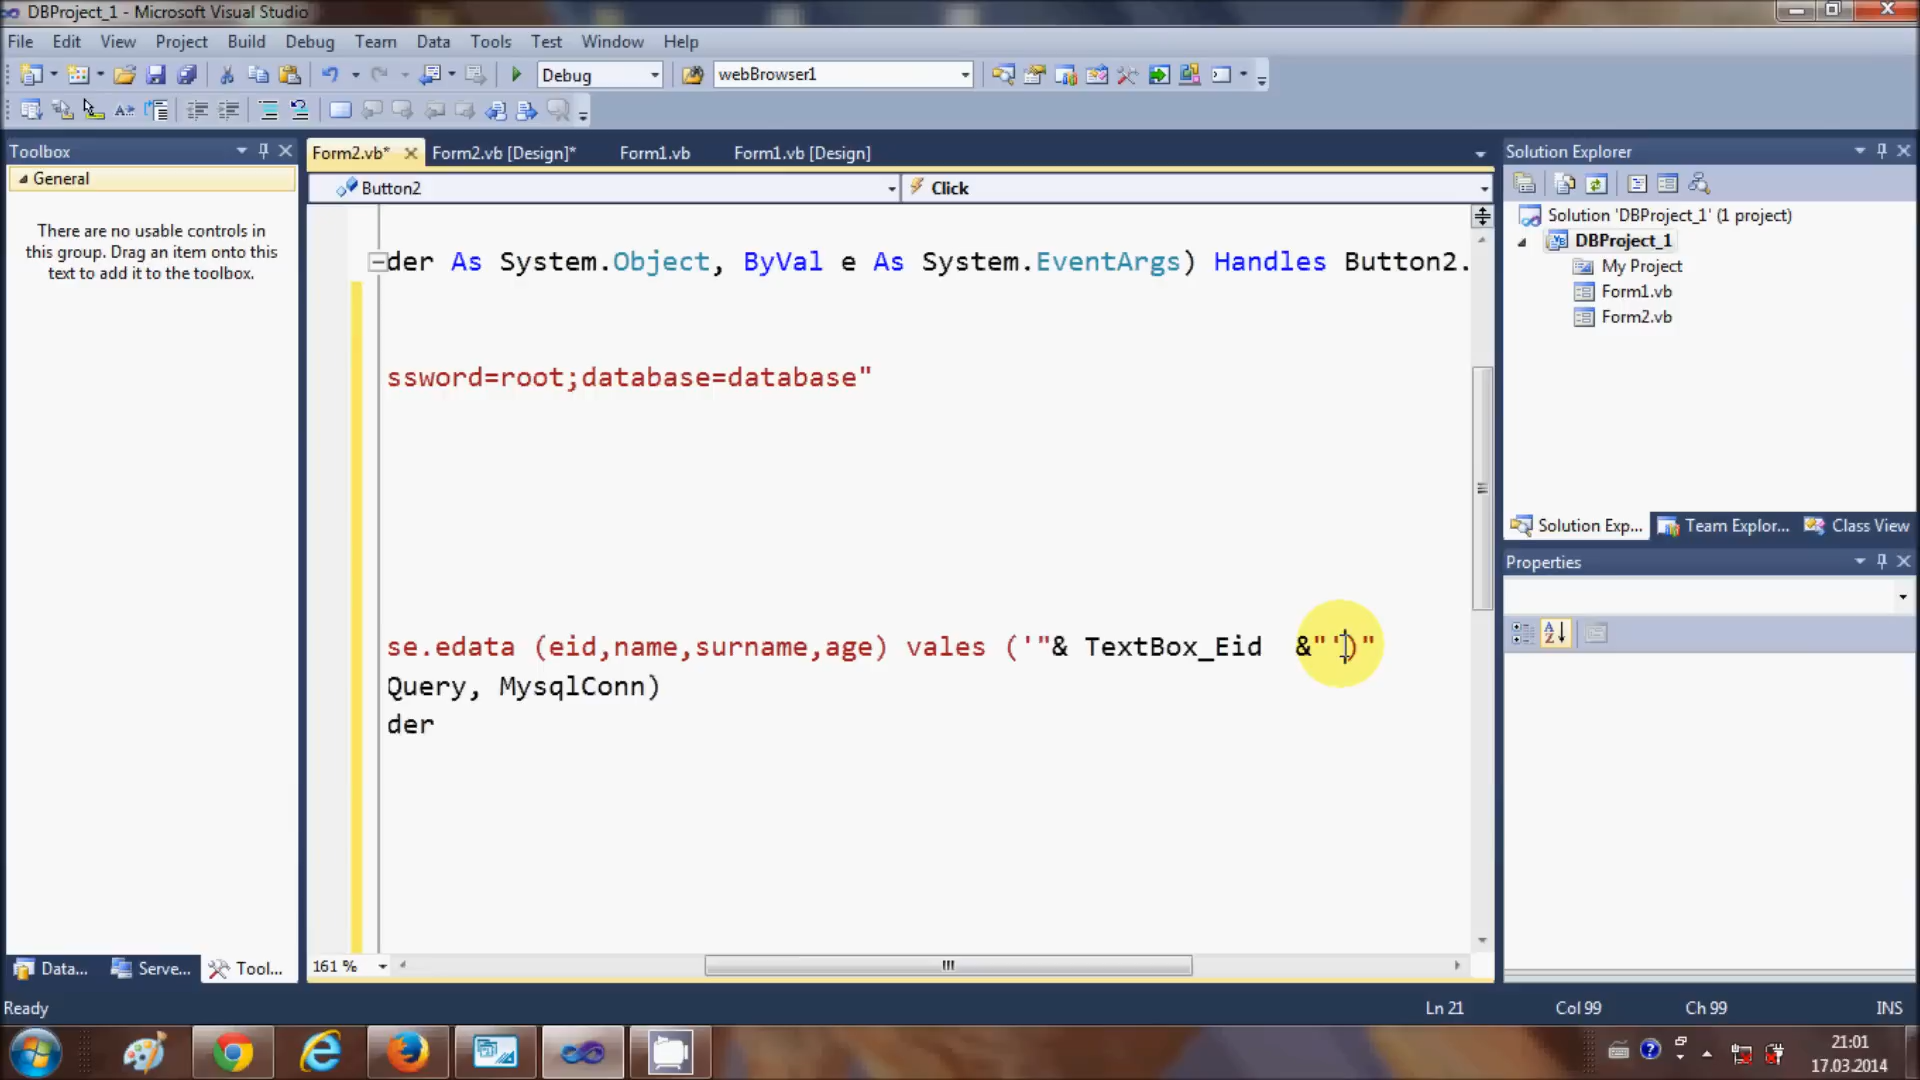 DBProject_1 - Microsoft Visual Studio
File Edit View Project Build Debug Team Data Tools Test Window Help
Debug webBrowser1
Toolbox
General
There are no usable controls in
this group. Drag an item onto this
text to add it to the toolbox.
Data... Serve... Tool...
Form2.vb* Form2.vb [Design]* Form1.vb Form1.vb [Design]
Button2 Click
der As System.Object, ByVal e As System.EventArgs) Handles Button2.
ssword=root;database=database"
se.edata (eid,name,surname,age) vales ('"& TextBox_Eid &"')"
Query, MysqlConn)
der
161 %
Solution Explorer
Solution 'DBProject_1' (1 project)
DBProject_1
My Project
Form1.vb
Form2.vb
Solution Exp... Team Explor... Class View
Properties
Ready Ln 21 Col 99 Ch 99 INS
21:01
17.03.2014